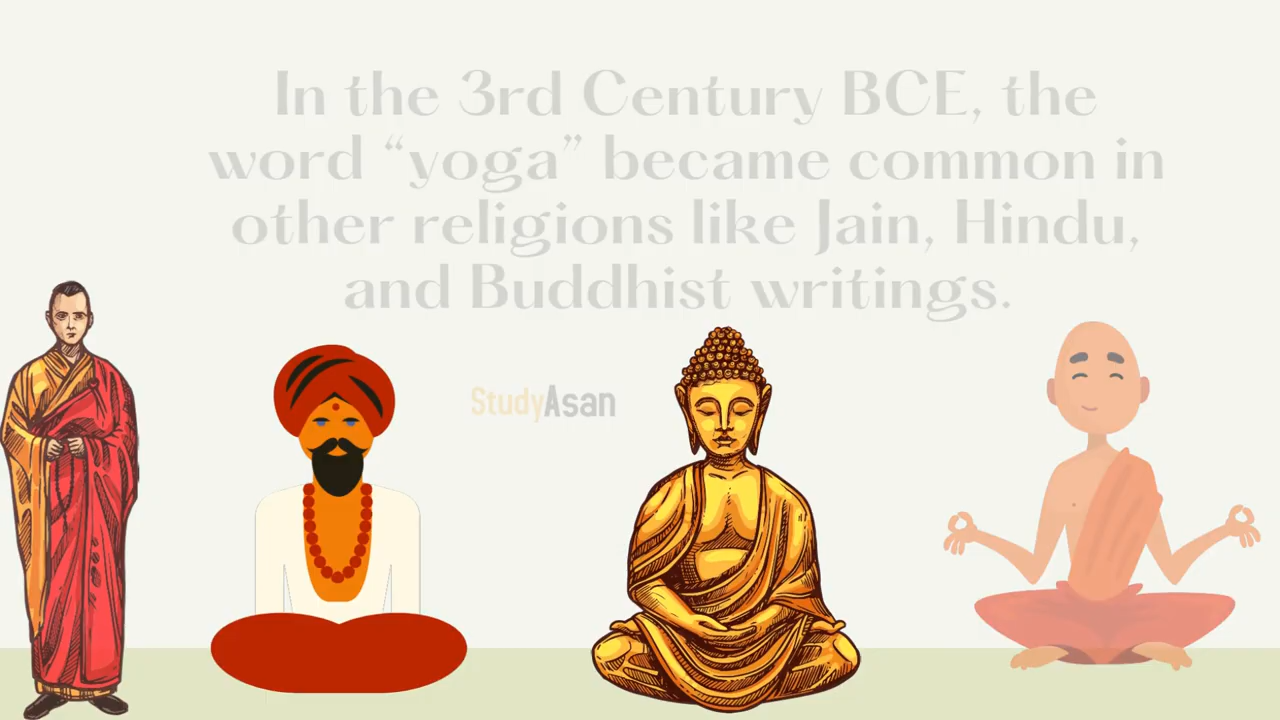 In the 3rd Century BCE, the
word “yoga” became common in
other religions like Jain, Hindu,
and Buddhist writings.
StudyAsan